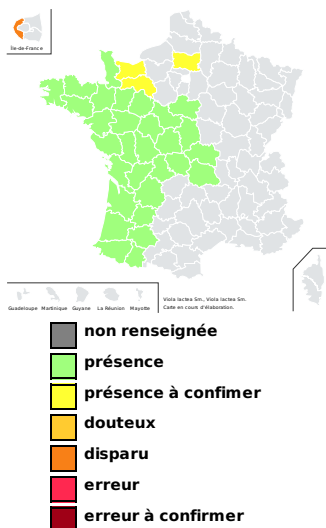 Île-de-France
Guadeloupe Martinique Guyane La Réunion Mayotte
Viola lactea Sm., Viola lactea Sm.
Carte en cours d'élaboration.
non renseignée
présence
présence à confimer
douteux
disparu
erreur
erreur à confirmer